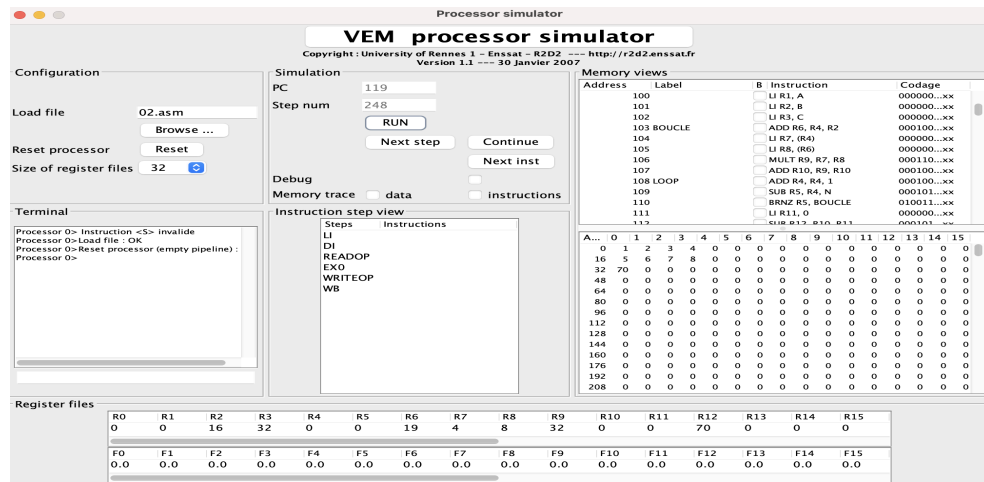 Processor simulator
VEM processor simulator
Copyright : University of Rennes 1 - Enssat - R2D2 --- http://r2d2.enssat.fr
Version 1.1 --- 30 Janvier 2007
Configuration
Load file 02.asm
Browse ...
Reset processor Reset
Size of register files 32
Simulation
PC 119
Step num 248
RUN
Next step Continue
Next inst
Debug
Memory trace data instructions
Memory views
Address Label B Instruction Codage
100 LI R1, A 000000...xx
101 LI R2, B 000000...xx
102 LI R3, C 000000...xx
103 BOUCLE ADD R6, R4, R2 000100...xx
104 LI R7, (R4) 000000...xx
105 LI R8, (R6) 000000...xx
106 MULT R9, R7, R8 000110...xx
107 ADD R10, R9, R10 000100...xx
108 LOOP ADD R4, R4, 1 000100...xx
109 SUB R5, R4, N 000101...xx
110 BRNZ R5, BOUCLE 010011...xx
111 LI R11, 0 000000...xx
112 SUB R12, R10, R11 000101...xx
Terminal
Processor 0> Instruction <S> invalide
Processor 0>Load file : OK
Processor 0>Reset processor (empty pipeline) :
Processor 0>
Instruction step view
Steps Instructions
LI
DI
READOP
EX0
WRITEOP
WB
A... 0 1 2 3 4 5 6 7 8 9 10 11 12 13 14 15
0 1 2 3 4 0 0 0 0 0 0 0 0 0 0 0 0
16 5 6 7 8 0 0 0 0 0 0 0 0 0 0 0 0
32 70 0 0 0 0 0 0 0 0 0 0 0 0 0 0 0
48 0 0 0 0 0 0 0 0 0 0 0 0 0 0 0 0
64 0 0 0 0 0 0 0 0 0 0 0 0 0 0 0 0
80 0 0 0 0 0 0 0 0 0 0 0 0 0 0 0 0
96 0 0 0 0 0 0 0 0 0 0 0 0 0 0 0 0
112 0 0 0 0 0 0 0 0 0 0 0 0 0 0 0 0
128 0 0 0 0 0 0 0 0 0 0 0 0 0 0 0 0
144 0 0 0 0 0 0 0 0 0 0 0 0 0 0 0 0
160 0 0 0 0 0 0 0 0 0 0 0 0 0 0 0 0
176 0 0 0 0 0 0 0 0 0 0 0 0 0 0 0 0
192 0 0 0 0 0 0 0 0 0 0 0 0 0 0 0 0
208 0 0 0 0 0 0 0 0 0 0 0 0 0 0 0 0
Register files
R0 R1 R2 R3 R4 R5 R6 R7 R8 R9 R10 R11 R12 R13 R14 R15
0 0 16 32 0 0 19 4 8 32 0 0 70 0 0 0
F0 F1 F2 F3 F4 F5 F6 F7 F8 F9 F10 F11 F12 F13 F14 F15
0.0 0.0 0.0 0.0 0.0 0.0 0.0 0.0 0.0 0.0 0.0 0.0 0.0 0.0 0.0 0.0